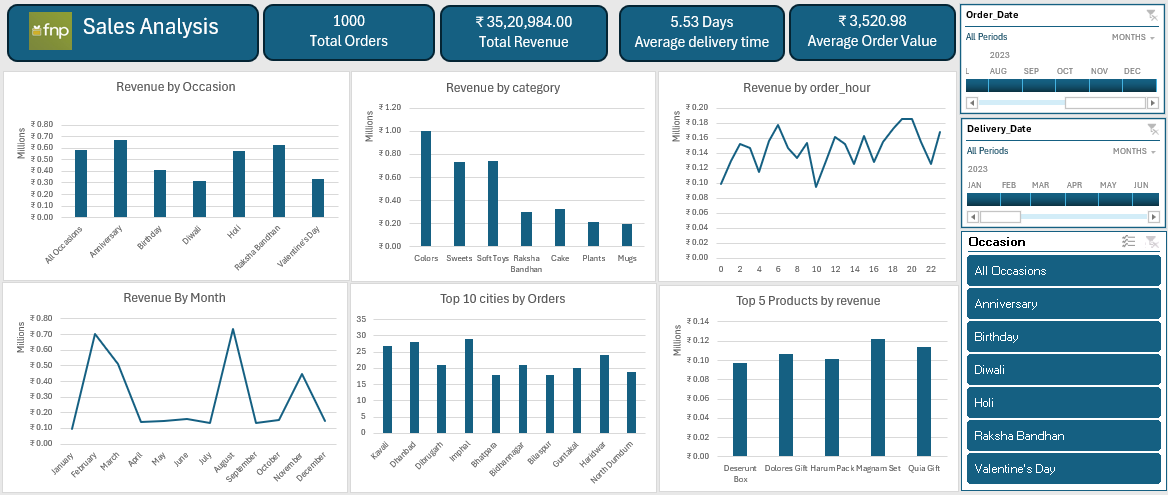 fnp
Sales Analysis
1000
Total Orders
₹ 35,20,984.00
Total Revenue
5.53 Days
Average delivery time
₹ 3,520.98
Average Order Value
Revenue by Occasion
Millions
₹ 0.80
₹ 0.70
₹ 0.60
₹ 0.50
₹ 0.40
₹ 0.30
₹ 0.20
₹ 0.10
₹ 0.00
All Occasions
Anniversary
Birthday
Diwali
Holi
Raksha Bandhan
Valentine's Day
Revenue by category
Millions
₹ 1.20
₹ 1.00
₹ 0.80
₹ 0.60
₹ 0.40
₹ 0.20
₹ 0.00
Colors Sweets Soft Toys Raksha Cake Plants Mugs
Bandhan
Revenue by order_hour
Millions
₹ 0.20
₹ 0.18
₹ 0.16
₹ 0.14
₹ 0.12
₹ 0.10
₹ 0.08
₹ 0.06
₹ 0.04
₹ 0.02
₹ 0.00
0 2 4 6 8 10 12 14 16 18 20 22
Revenue By Month
Millions
₹ 0.80
₹ 0.70
₹ 0.60
₹ 0.50
₹ 0.40
₹ 0.30
₹ 0.20
₹ 0.10
₹ 0.00
January
February
March
April
May
June
July
August
September
October
November
December
Top 10 cities by Orders
35
30
25
20
15
10
5
0
Kavali
Dhanbad
Dibrugarh
Imphal
Bhatpara
Bidhannagar
Bilaspur
Guntakal
Haridwar
North Dumdum
Top 5 Products by revenue
Millions
₹ 0.14
₹ 0.12
₹ 0.10
₹ 0.08
₹ 0.06
₹ 0.04
₹ 0.02
₹ 0.00
Deserunt Dolores Gift Harum Pack Magnam Set Quia Gift
Box
Order_Date
All Periods MONTHS
2023
L AUG SEP OCT NOV DEC
Delivery_Date
All Periods MONTHS
2023
JAN FEB MAR APR MAY JUN
Occasion
All Occasions
Anniversary
Birthday
Diwali
Holi
Raksha Bandhan
Valentine's Day